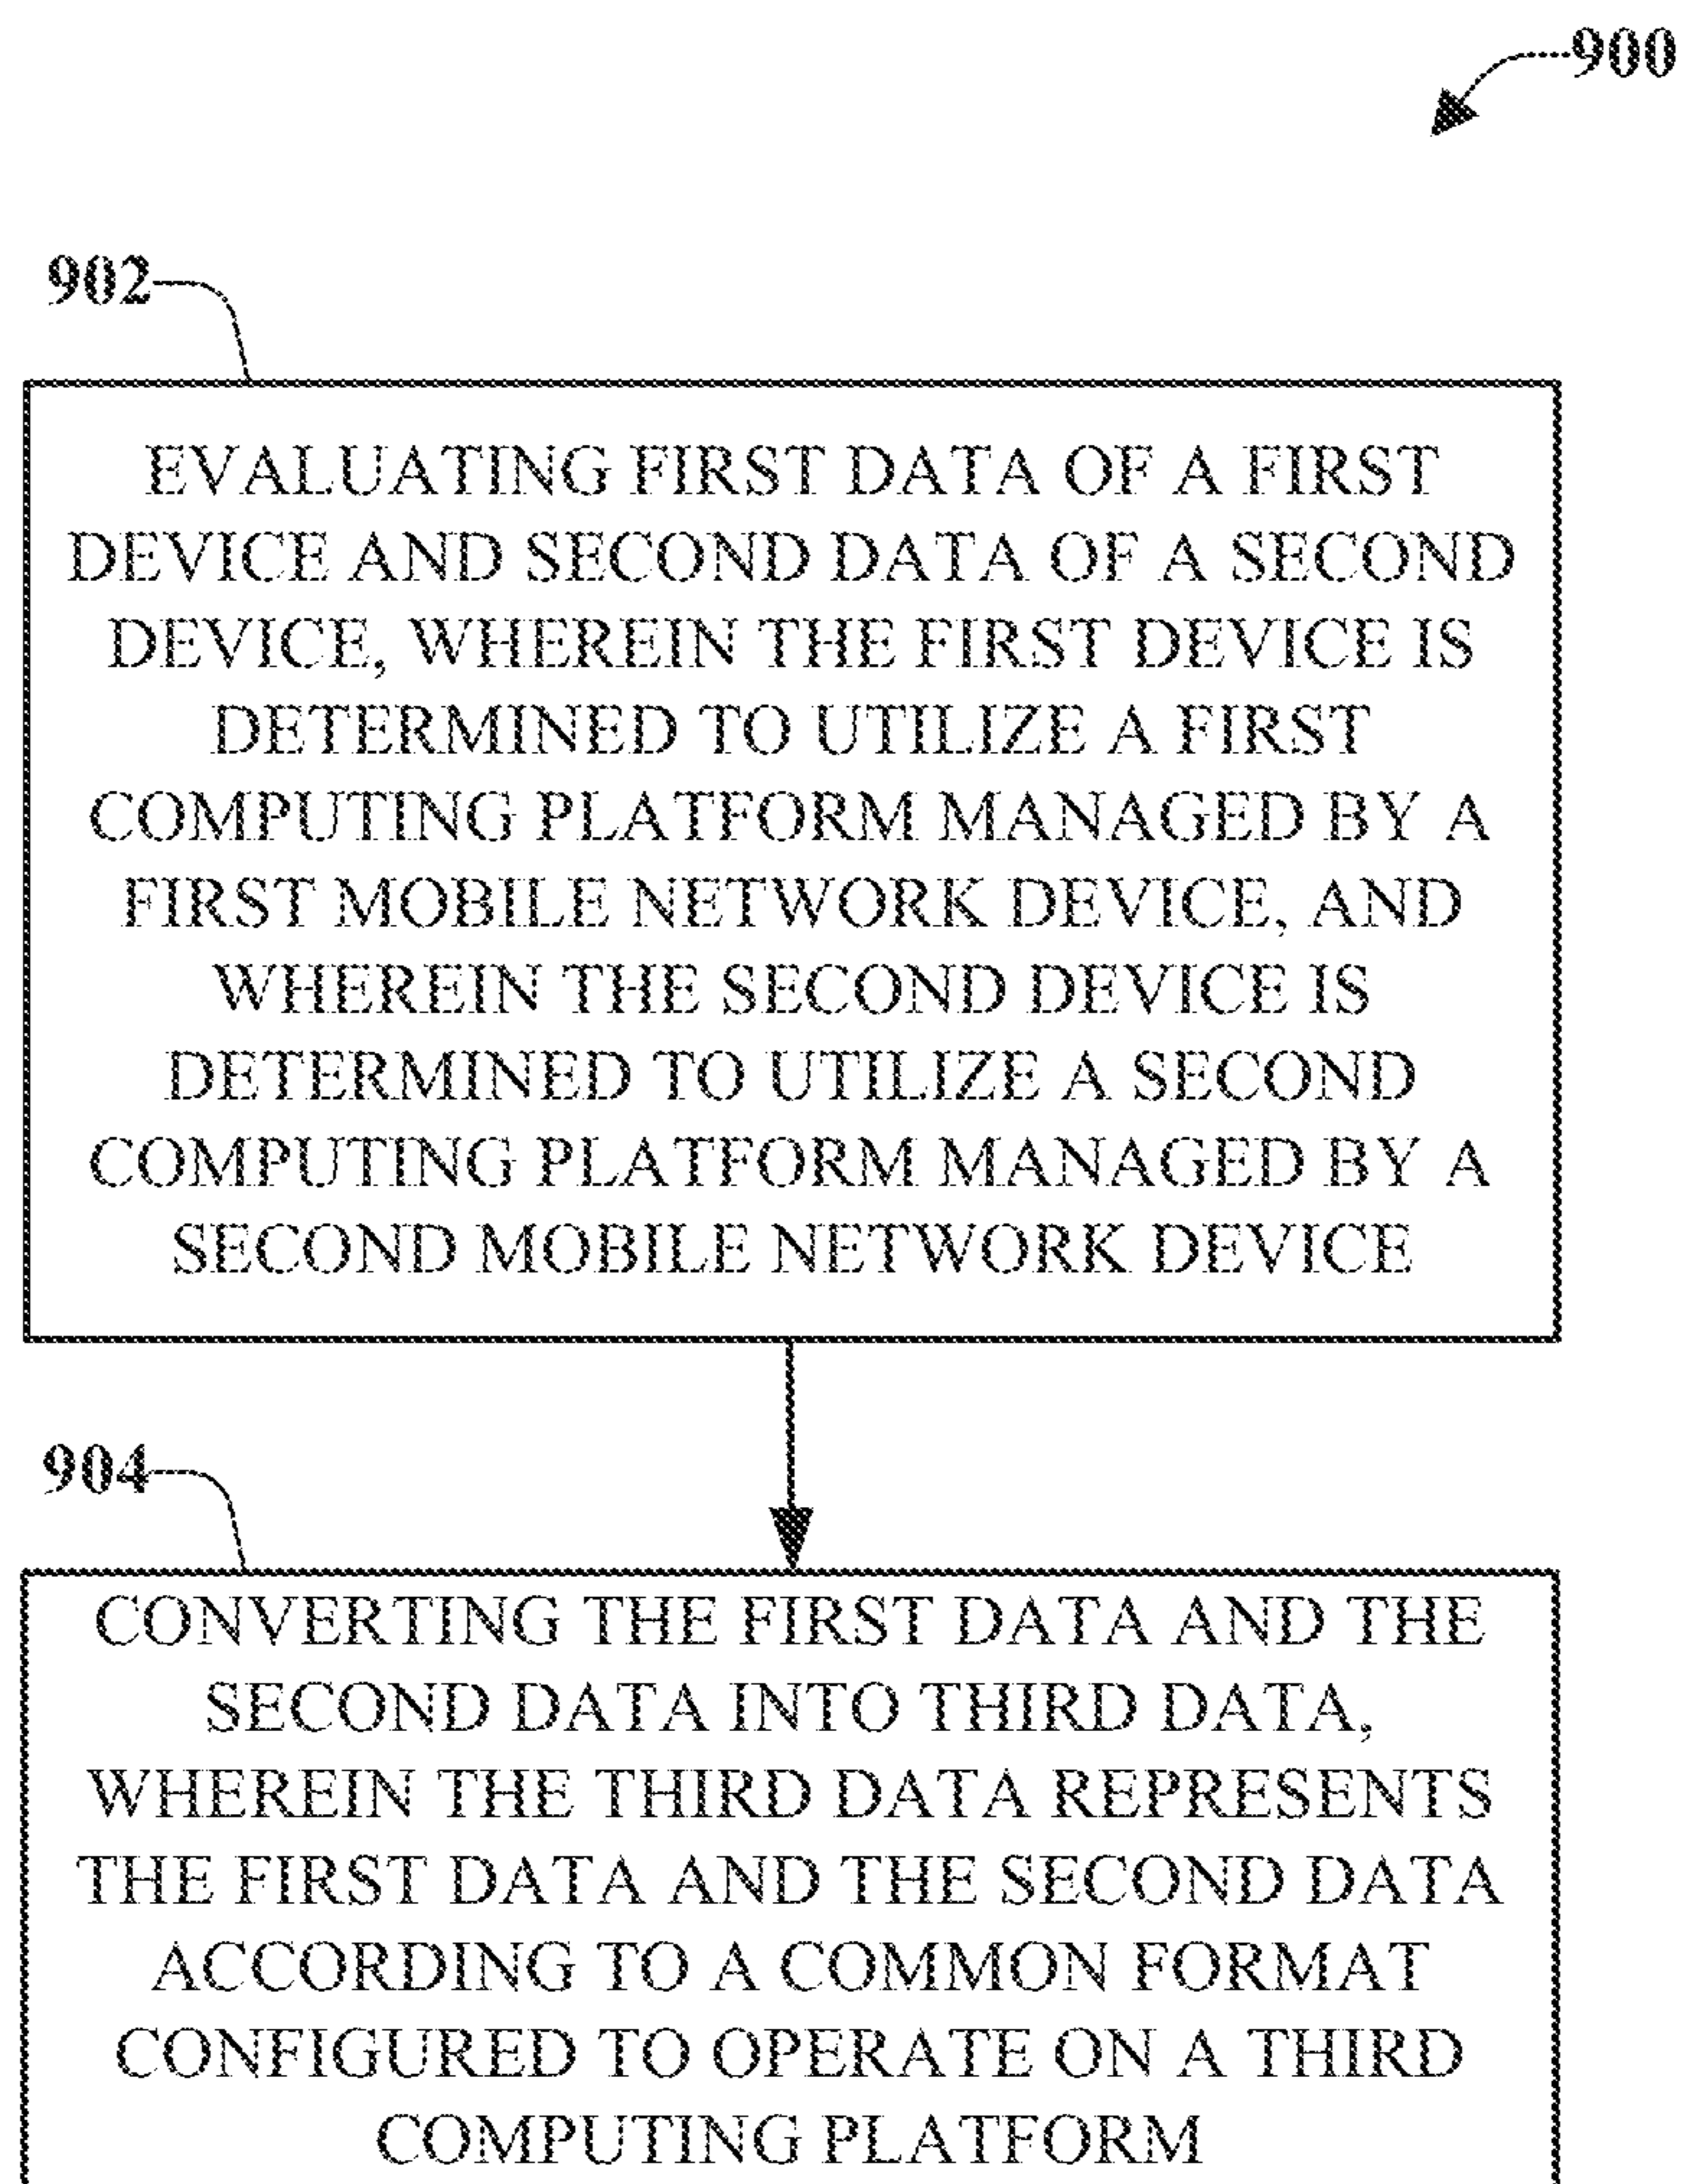 900
902
EVALUATING FIRST DATA OF A FIRST
DEVICE AND SECOND DATA OF A SECOND
DEVICE, WHEREIN THE FIRST DEVICE IS
DETERMINED TO UTILIZE A FIRST
COMPUTING PLATFORM MANAGED BY A
FIRST MOBILE NETWORK DEVICE, AND
WHEREIN THE SECOND DEVICE IS
DETERMINED TO UTILIZE A SECOND
COMPUTING PLATFORM MANAGED BY A
SECOND MOBILE NETWORK DEVICE
904
CONVERTING THE FIRST DATA AND THE
SECOND DATA INTO THIRD DATA,
WHEREIN THE THIRD DATA REPRESENTS
THE FIRST DATA AND THE SECOND DATA
ACCORDING TO A COMMON FORMAT
CONFIGURED TO OPERATE ON A THIRD
COMPUTING PLATFORM